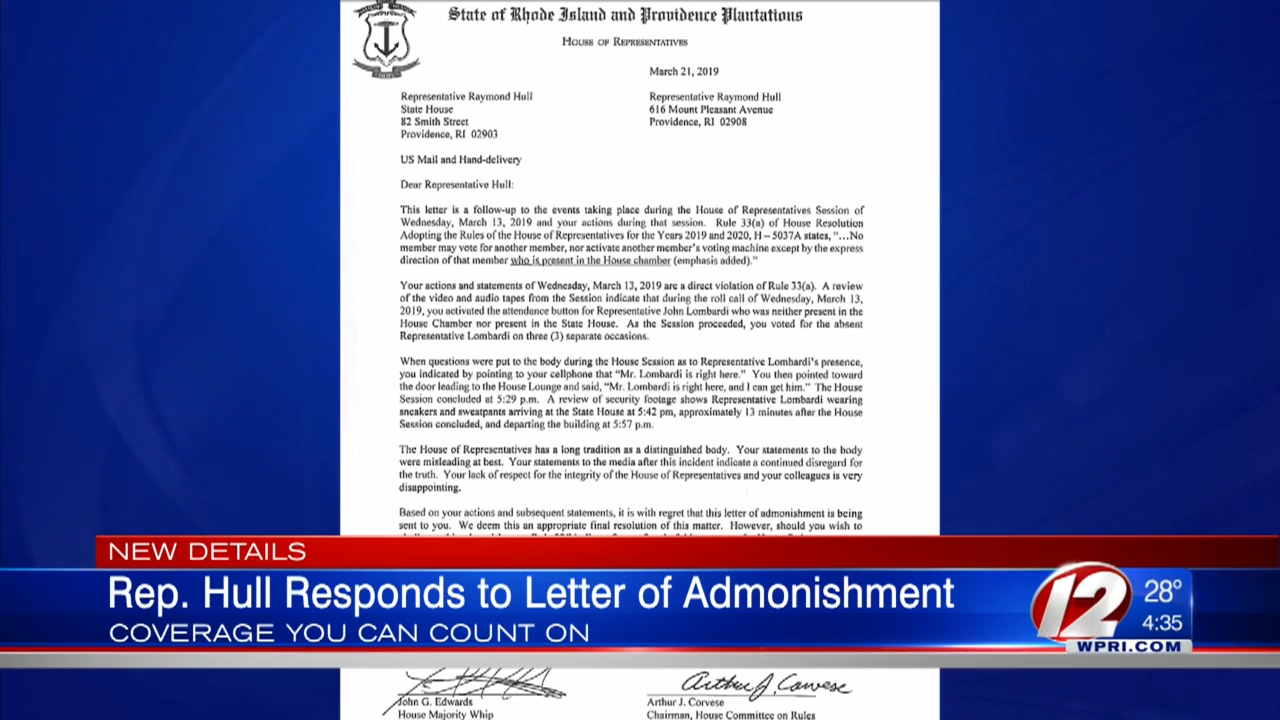 State of Rhode Island and Providence Plantations
HOUSE OF REPRESENTATIVES
March 21, 2019
Representative Raymond Hull
State House
82 Smith Street
Providence, RI 02903
Representative Raymond Hull
616 Mount Pleasant Avenue
Providence, RI 02908
US Mail and Hand-delivery
Dear Representative Hull:
This letter is a follow-up to the events taking place during the House of Representatives Session of
Wednesday, March 13, 2019 and your actions during that session. Rule 33(a) of House Resolution
Adopting the Rules of the House of Representatives for the Years 2019 and 2020, H – 5037A states, "…No
member may vote for another member, nor activate another member's voting machine except by the express
direction of that member who is present in the House chamber (emphasis added)."
Your actions and statements of Wednesday, March 13, 2019 are a direct violation of Rule 33(a). A review
of the video and audio tapes from the Session indicate that during the roll call of Wednesday, March 13,
2019, you activated the attendance button for Representative John Lombardi who was neither present in the
House Chamber nor present in the State House. As the Session proceeded, you voted for the absent
Representative Lombardi on three (3) separate occasions.
When questions were put to the body during the House Session as to Representative Lombardi's presence,
you indicated by pointing to your cellphone that "Mr. Lombardi is right here." You then pointed toward
the door leading to the House Lounge and said, "Mr. Lombardi is right here, and I can get him." The House
Session concluded at 5:29 p.m. A review of security footage shows Representative Lombardi wearing
sneakers and sweatpants arriving at the State House at 5:42 pm, approximately 13 minutes after the House
Session concluded, and departing the building at 5:57 p.m.
The House of Representatives has a long tradition as a distinguished body. Your statements to the body
were misleading at best. Your statements to the media after this incident indicate a continued disregard for
the truth. Your lack of respect for the integrity of the House of Representatives and your colleagues is very
disappointing.
Based on your actions and subsequent statements, it is with regret that this letter of admonishment is being
sent to you. We deem this an appropriate final resolution of this matter. However, should you wish to
NEW DETAILS
Rep. Hull Responds to Letter of Admonishment
COVERAGE YOU CAN COUNT ON
12
WPRI.COM
28°
4:35
Arthur J. Corvese
John G. Edwards
House Majority Whip
Arthur J. Corvese
Chairman, House Committee on Rules